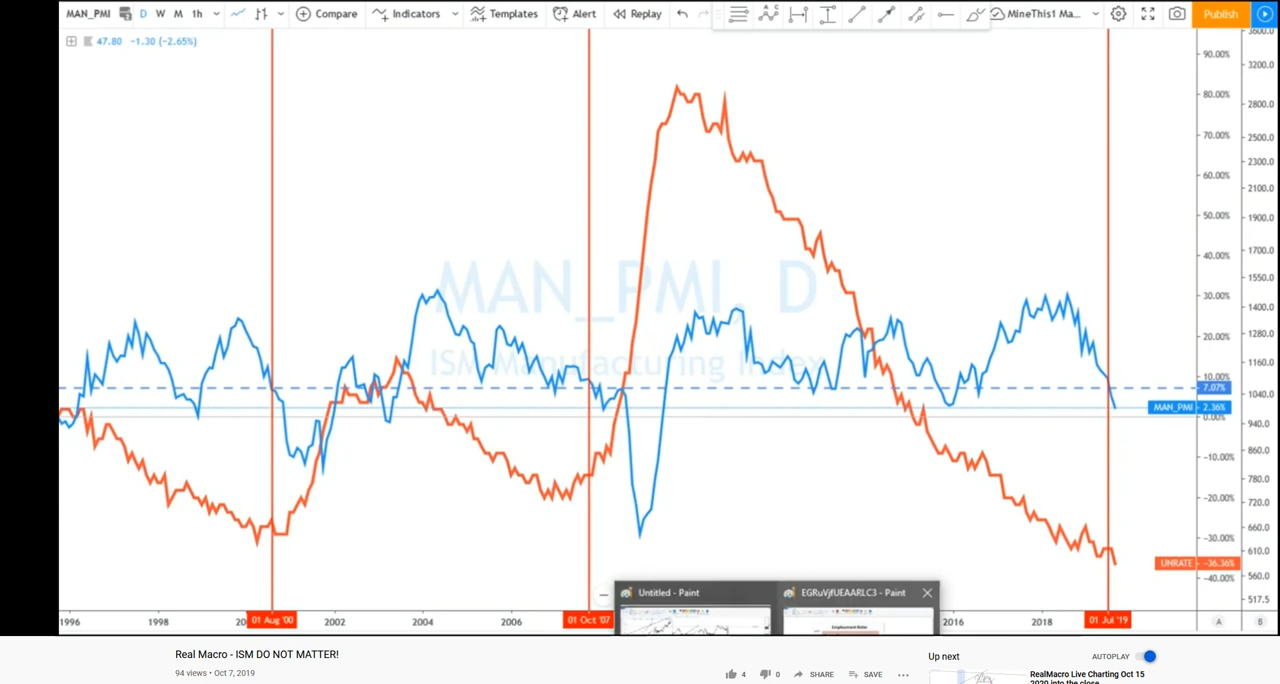 MAN_PMI D W M 1h Compare Indicators Templates Alert Replay MineThis1 Ma... Publish
47.80 -1.30 (-2.65%)
MAN_PMI, D
ISM Manufacturing Index
90.00%
80.00%
70.00%
60.00%
50.00%
40.00%
30.00%
20.00%
10.00%
7.07%
MAN_PMI 2.36%
0.00%
-10.00%
-20.00%
-30.00%
UNRATE -36.36%
-40.00%
3600.0
3200.0
2800.0
2500.0
2300.0
2100.0
1900.0
1700.0
1550.0
1400.0
1280.0
1160.0
1040.0
940.0
860.0
780.0
720.0
660.0
610.0
560.0
517.5
Untitled - Paint
EGRuVjfUEAARLC3 - Paint
1996 1998 20 01 Aug '00 2002 2004 2006 01 Oct '07 2016 2018 01 Jul '19 A B
Real Macro - ISM DO NOT MATTER!
94 views • Oct 7, 2019
4 0 SHARE SAVE
Up next
AUTOPLAY
RealMacro Live Charting Oct 15
2020 into the close